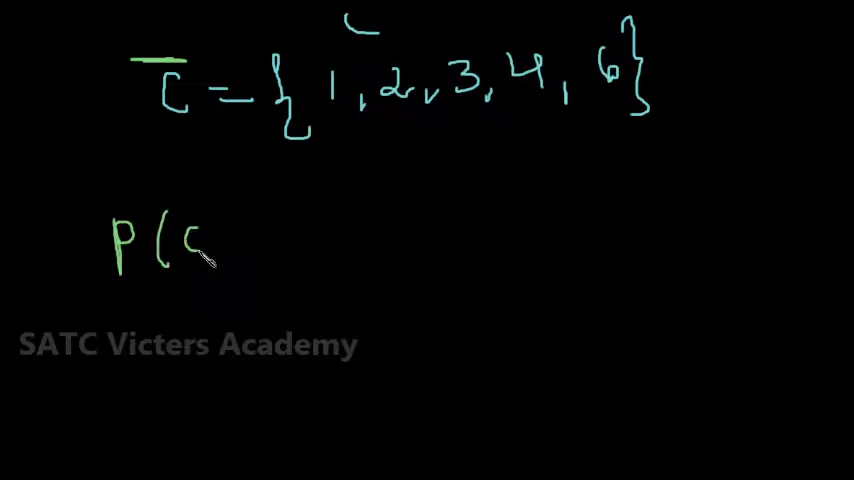 C̅ = { 1, 2, 3, 4, 6 }
P ( C
SATC Victers Academy